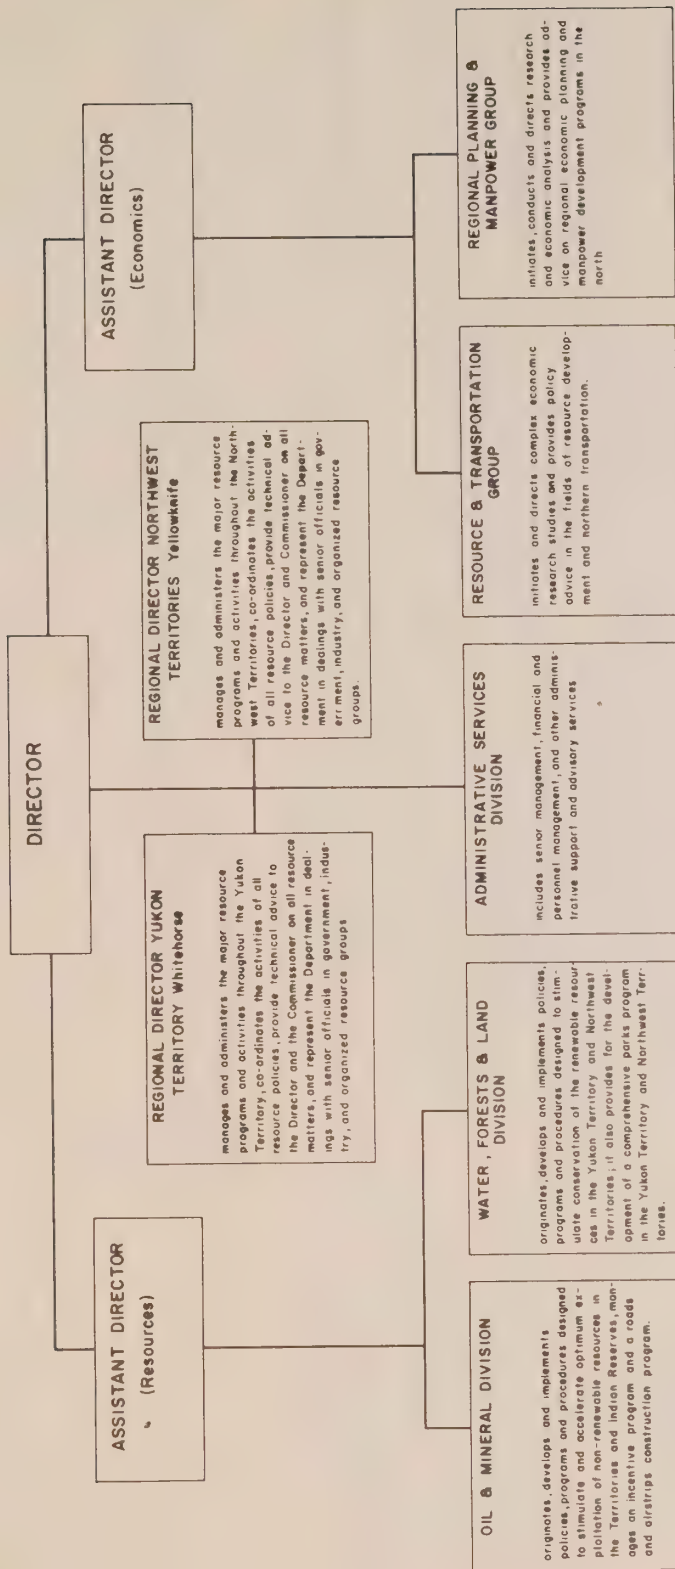 DIRECTOR
ASSISTANT DIRECTOR
(Resources)
REGIONAL DIRECTOR YUKON
TERRITORY Whitehorse
manages and administers the major resource
programs and activities throughout the Yukon
Territory, co-ordinates the activities of all
resource policies, provide technical advice to
the Director and the Commissioner on all resource
matters, and represent the Department in deal-
ings with senior officials in government, indus-
try, and organized resource groups
REGIONAL DIRECTOR NORTHWEST
TERRITORIES Yellowknife
manages and administers the major resource
programs and activities throughout the North-
west Territories, co-ordinates the activities
of all resource policies, provide technical ad-
vice to the Director and Commissioner on all
resource matters, and represent the Depart-
ment in dealings with senior officials in gov-
ernment, industry, and organized resource
groups.
ASSISTANT DIRECTOR
(Economics)
OIL & MINERAL DIVISION
originates, develops and implements
policies, programs and procedures designed
to stimulate and accelerate optimum ex-
ploitation of non-renewable resources in
the Territories and Indian Reserves, man-
ages an incentive program and a roads
and airstrips construction program.
WATER, FORESTS & LAND
DIVISION
originates, develops and implements policies,
programs and procedures designed to stim-
ulate conservation of the renewable resour-
ces in the Yukon Territory and Northwest
Territories; it also provides for the devel-
opment of a comprehensive parks program
in the Yukon Territory and Northwest Terri-
tories.
ADMINISTRATIVE SERVICES
DIVISION
includes senior management, financial and
personnel management, and other adminis-
trative support and advisory services
RESOURCE & TRANSPORTATION
GROUP
initiates and directs complex economic
research studies and provides policy
advice in the fields of resource develop-
ment and northern transportation.
REGIONAL PLANNING &
MANPOWER GROUP
initiates, conducts and directs research
and economic analysis and provides ad-
vice on regional economic planning and
manpower development programs in the
north